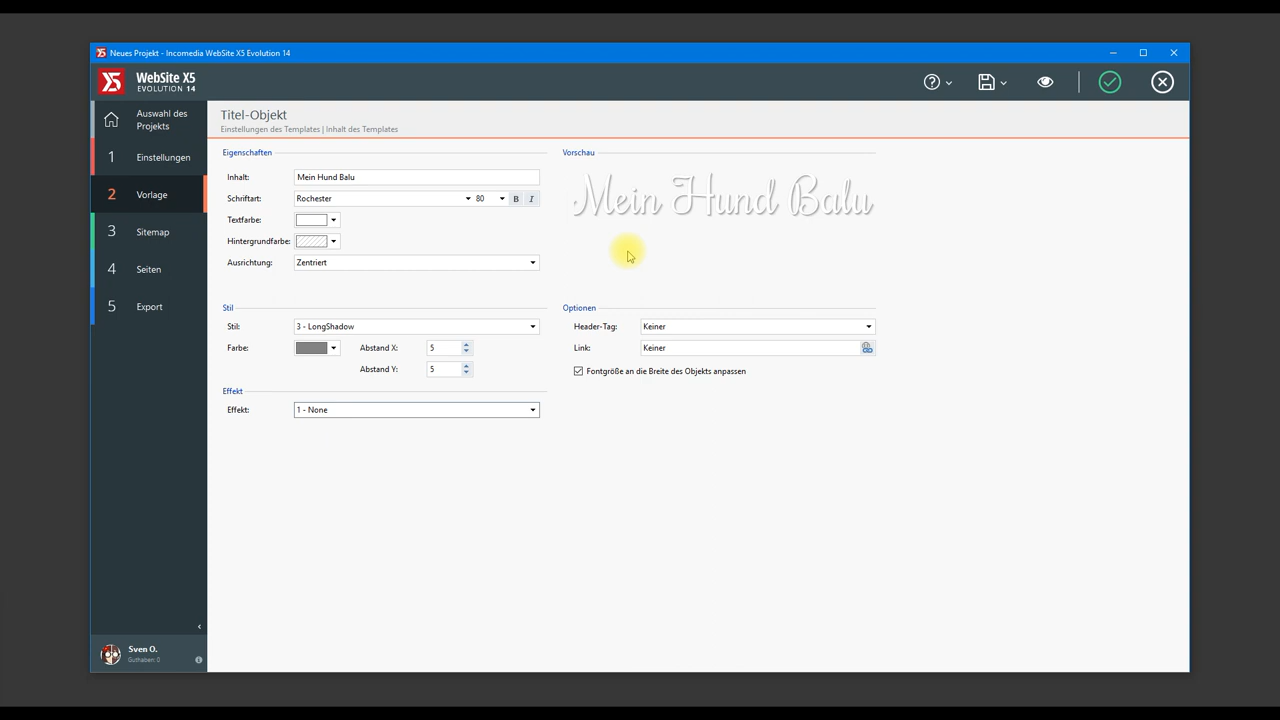 Neues Projekt - Incomedia WebSite X5 Evolution 14
WebSite X5
EVOLUTION 14
Auswahl des
Projekts
1 Einstellungen
2 Vorlage
3 Sitemap
4 Seiten
5 Export
Sven O.
Guthaben: 0
Titel-Objekt
Einstellungen des Templates | Inhalt des Templates
Eigenschaften
Inhalt: Mein Hund Balu
Schriftart: Rochester 80 B I
Textfarbe:
Hintergrundfarbe:
Ausrichtung: Zentriert
Vorschau
Mein Hund Balu
Stil
Stil: 3 - LongShadow
Farbe: Abstand X: 5
Abstand Y: 5
Optionen
Header-Tag: Keiner
Link: Keiner
Fontgröße an die Breite des Objekts anpassen
Effekt
Effekt: 1 - None